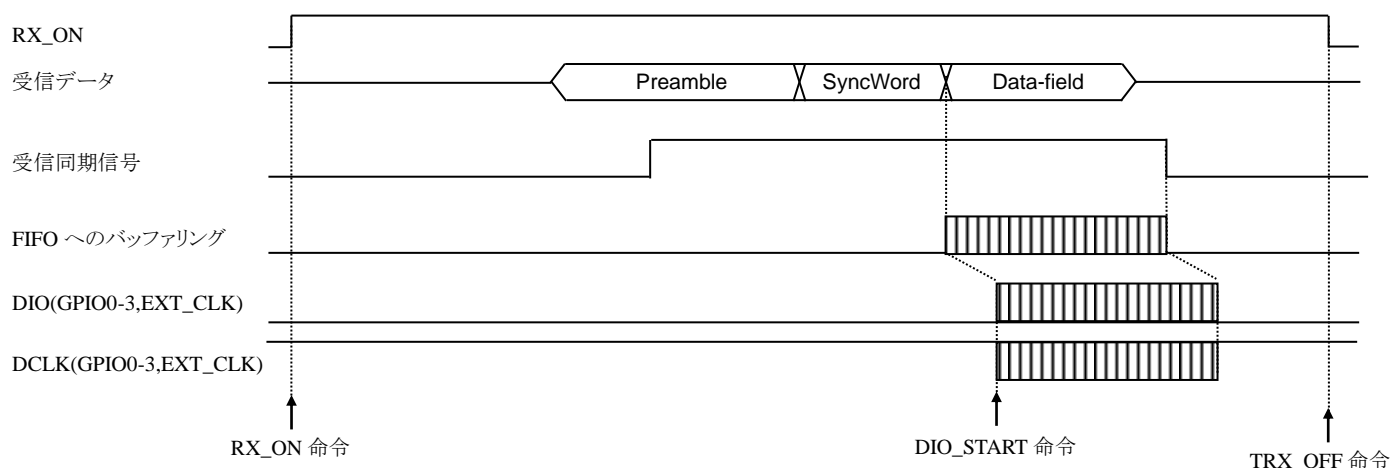 RX_ON
受信データ
Preamble
SyncWord
Data-field
受信同期信号
FIFO へのバッファリング
DIO(GPIO0-3,EXT_CLK)
DCLK(GPIO0-3,EXT_CLK)
RX_ON 命令
DIO_START 命令
TRX_OFF 命令